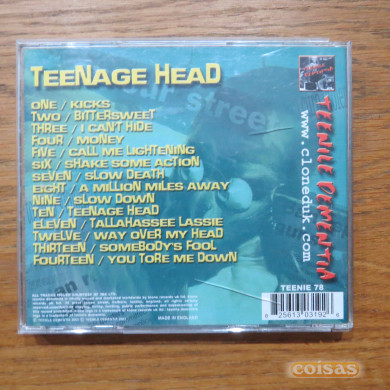 TEENAGE HEAD
ONE / KICKS
TWO / BITTERSWEET
THREE / I CAN'T HIDE
FOUR / MONEY
FIVE / CALL ME LIGHTENING
SIX / SHAKE SOME ACTION
SEVEN / SLOW DEATH
EIGHT / A MILLION MILES AWAY
NINE / SLOW DOWN
TEN / TEENAGE HEAD
ELEVEN / TALLAHASSEE LASSIE
TWELVE / WAY OVER MY HEAD
THIRTEEN / SOMEBODY'S FOOL
FOURTEEN / YOU TORE ME DOWN
street
TEENILE DEMENTIA
www.cloneduk.com
TEENIE 78
MADE IN ENGLAND
coisas